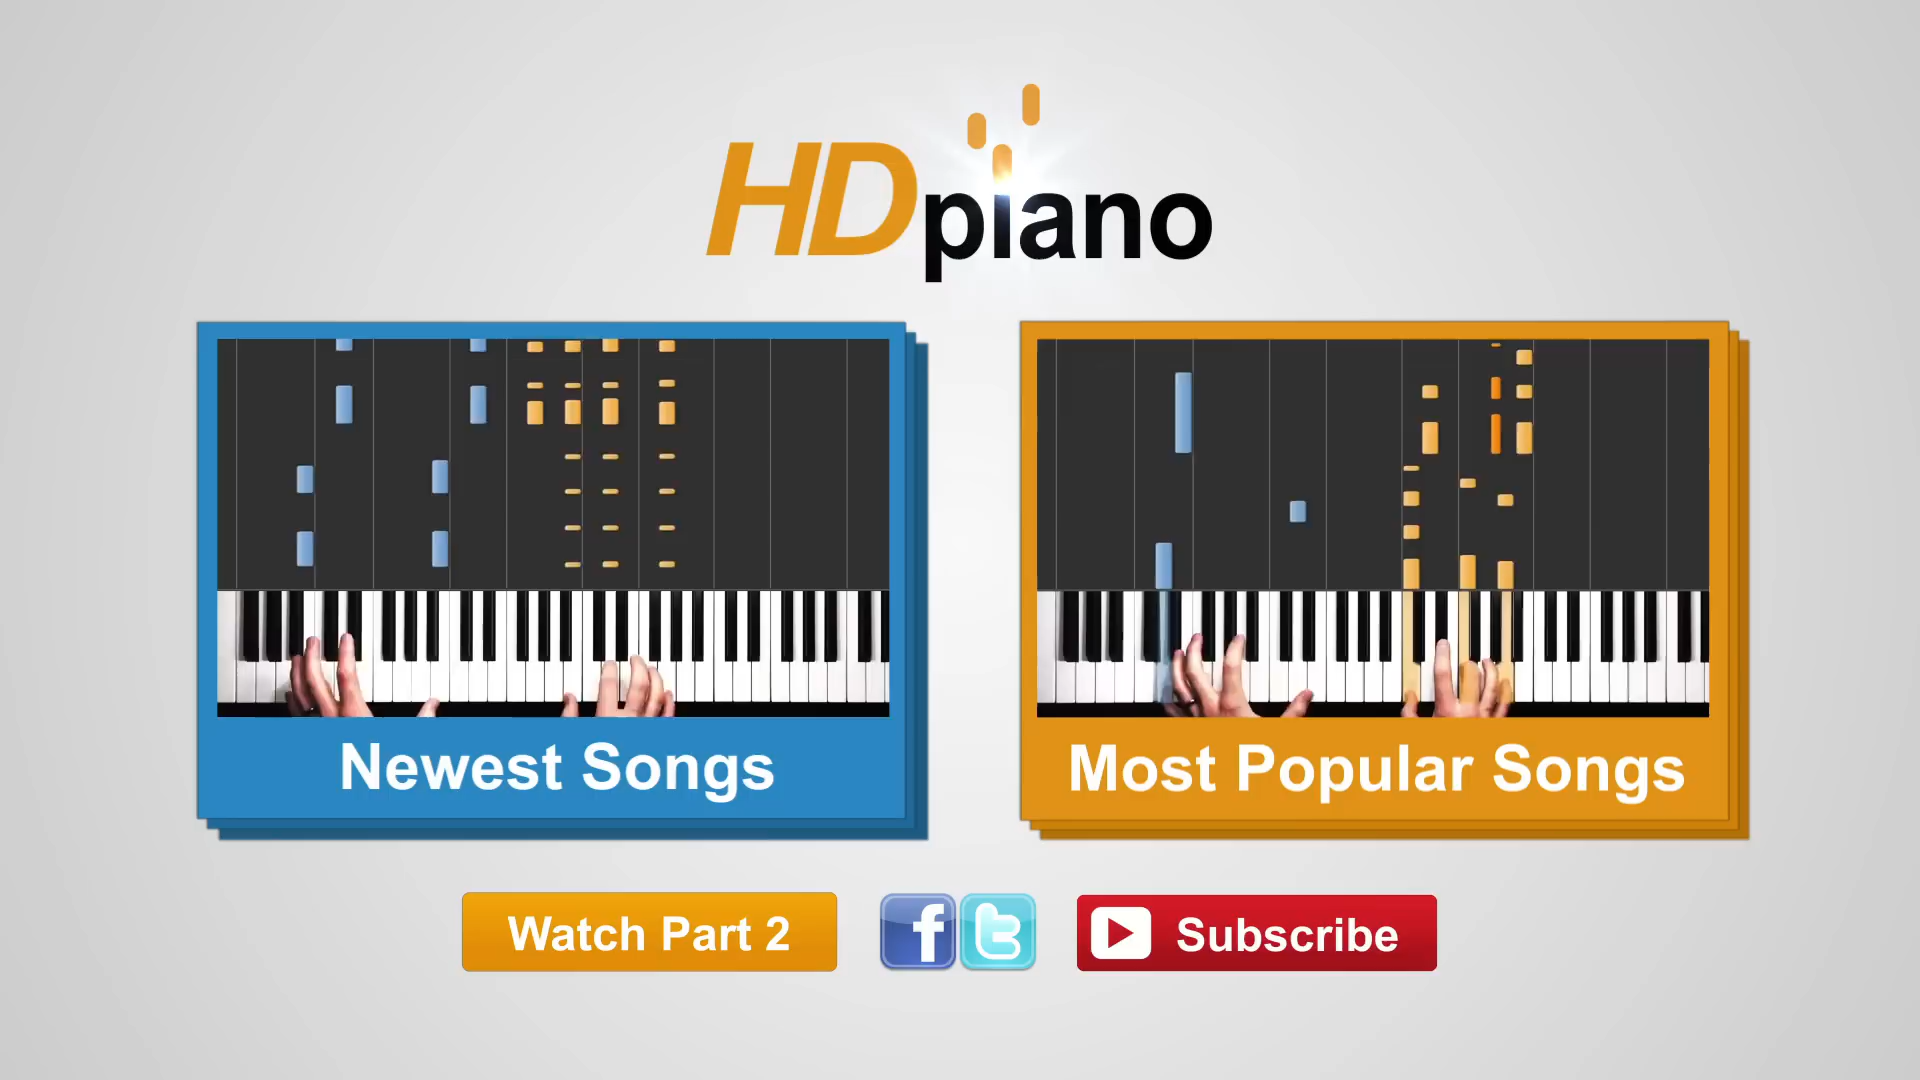 HDpiano
Newest Songs
Most Popular Songs
Watch Part 2
f
t
Subscribe